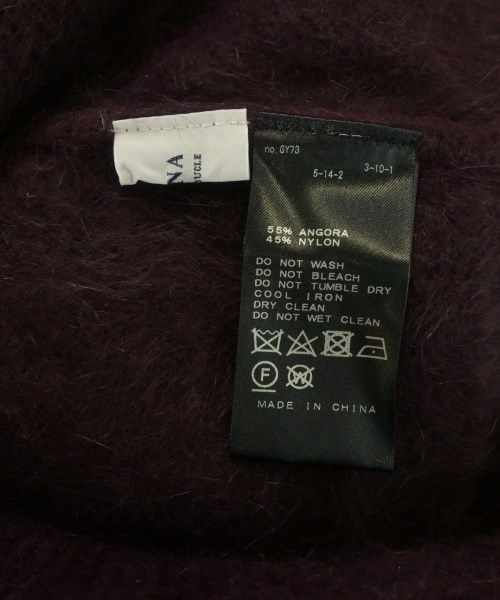 NA
OUCLE
no. GY73
5-14-2
3-10-1
55% ANGORA
45% NYLON
DO NOT WASH
DO NOT BLEACH
DO NOT TUMBLE DRY
COOL IRON
DRY CLEAN
DO NOT WET CLEAN
F W
MADE IN CHINA